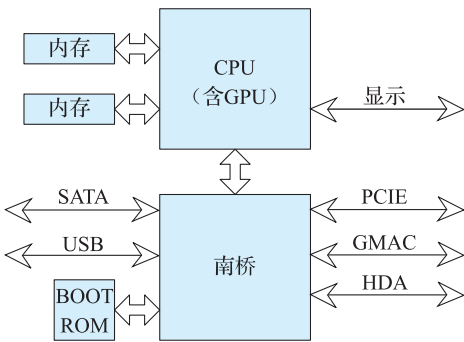 内存
内存
CPU
（含GPU）
显示
SATA
USB
BOOT
ROM
南桥
PCIE
GMAC
HDA